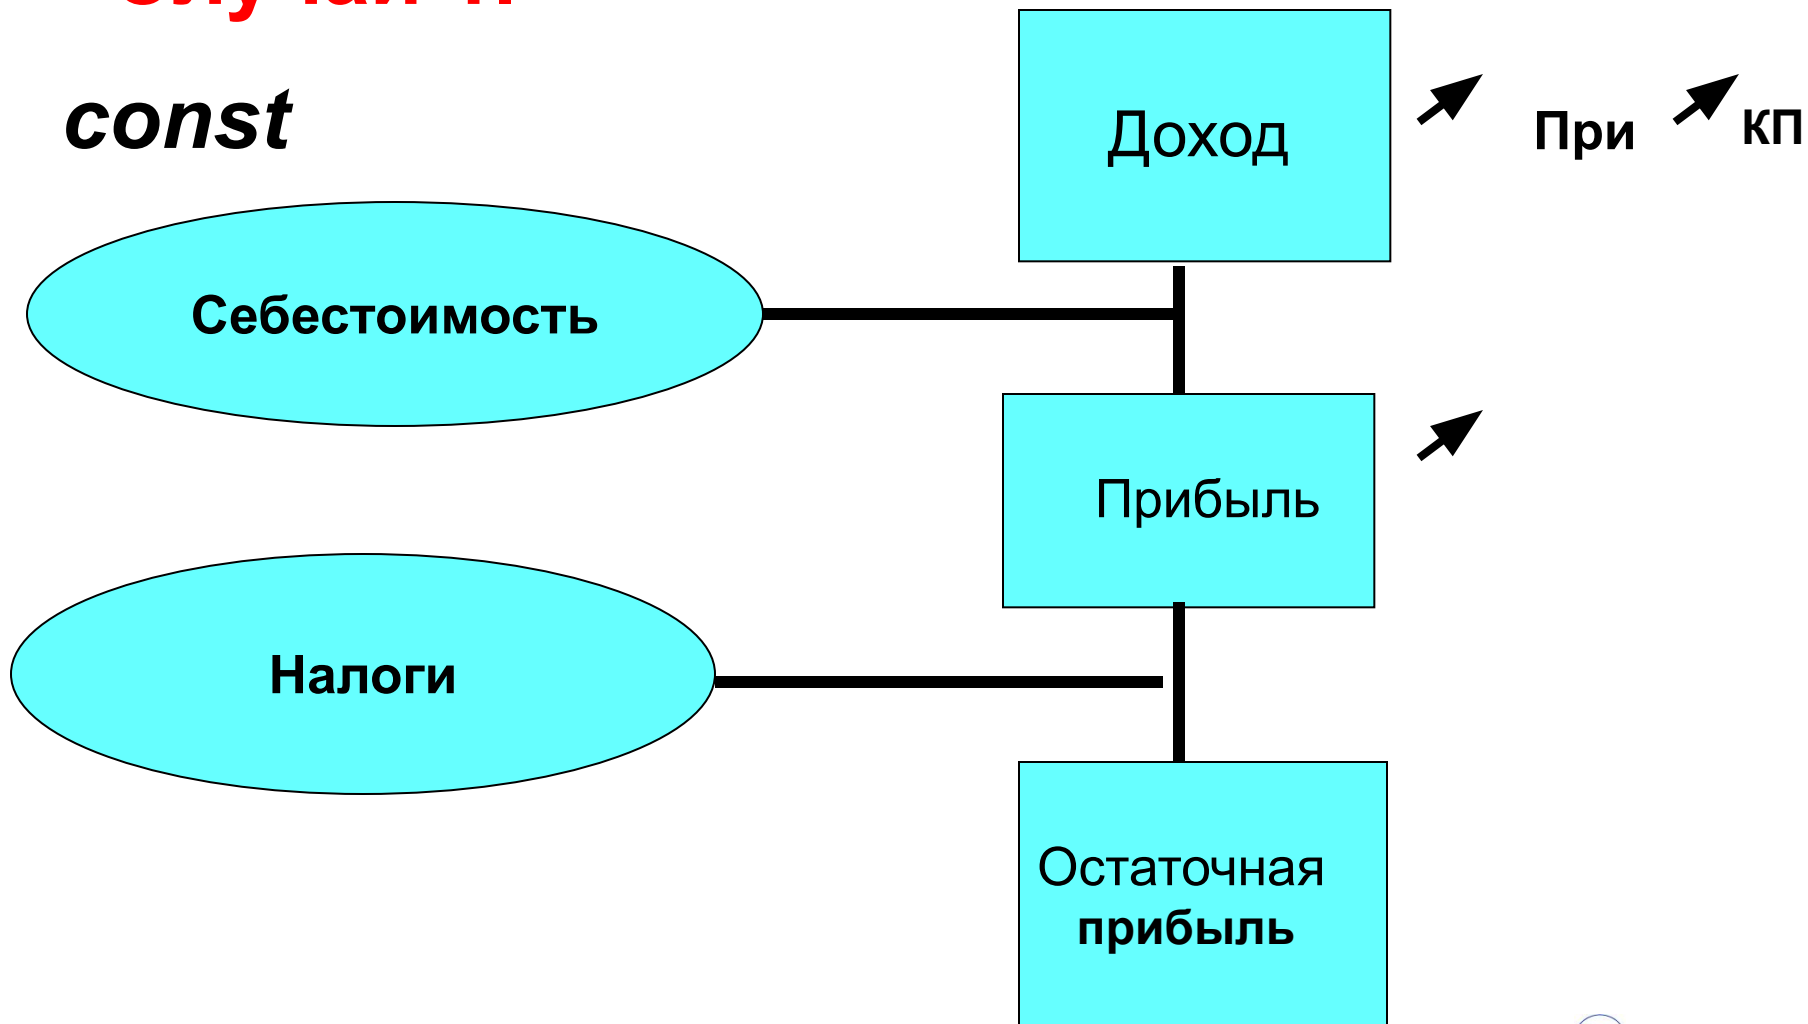 const
Доход
При
КП
Себестоимость
Прибыль
Налоги
Остаточная
прибыль